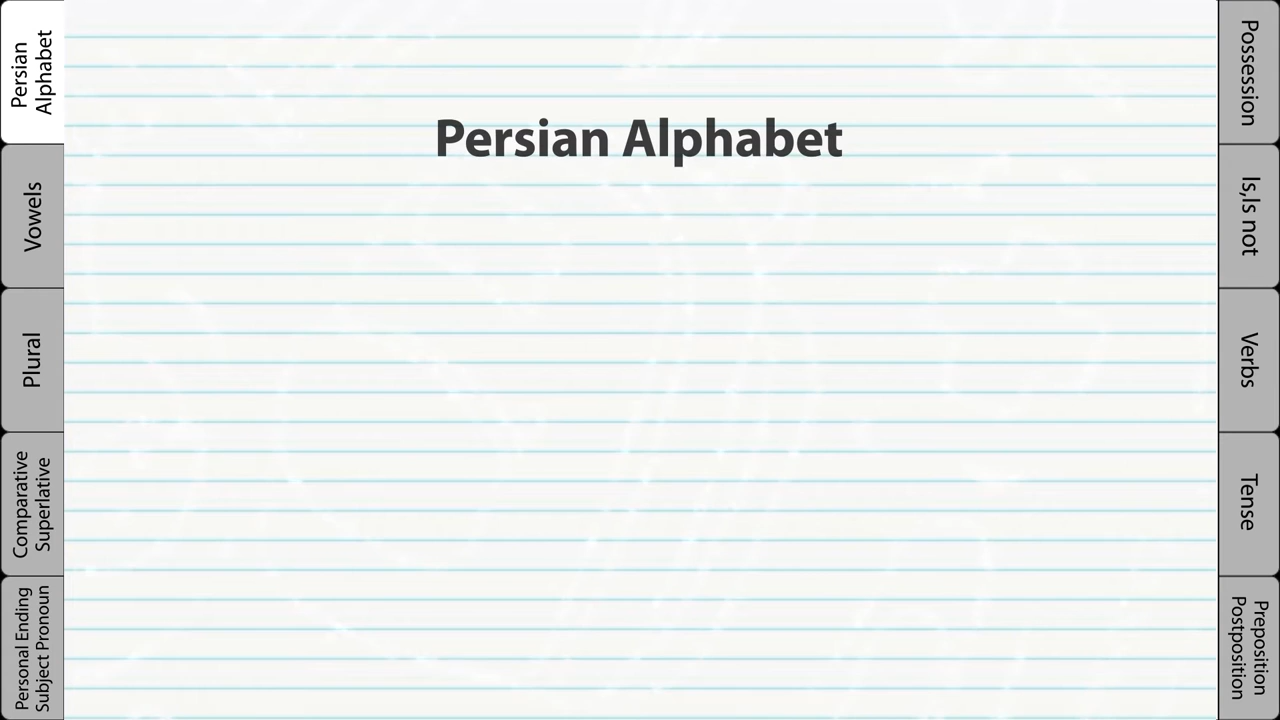 Persian Alphabet
Persian
Alphabet
Vowels
Plural
Comparative
Superlative
Personal Ending
Subject Pronoun
Possession
Is,Is not
Verbs
Tense
Preposition
Postposition